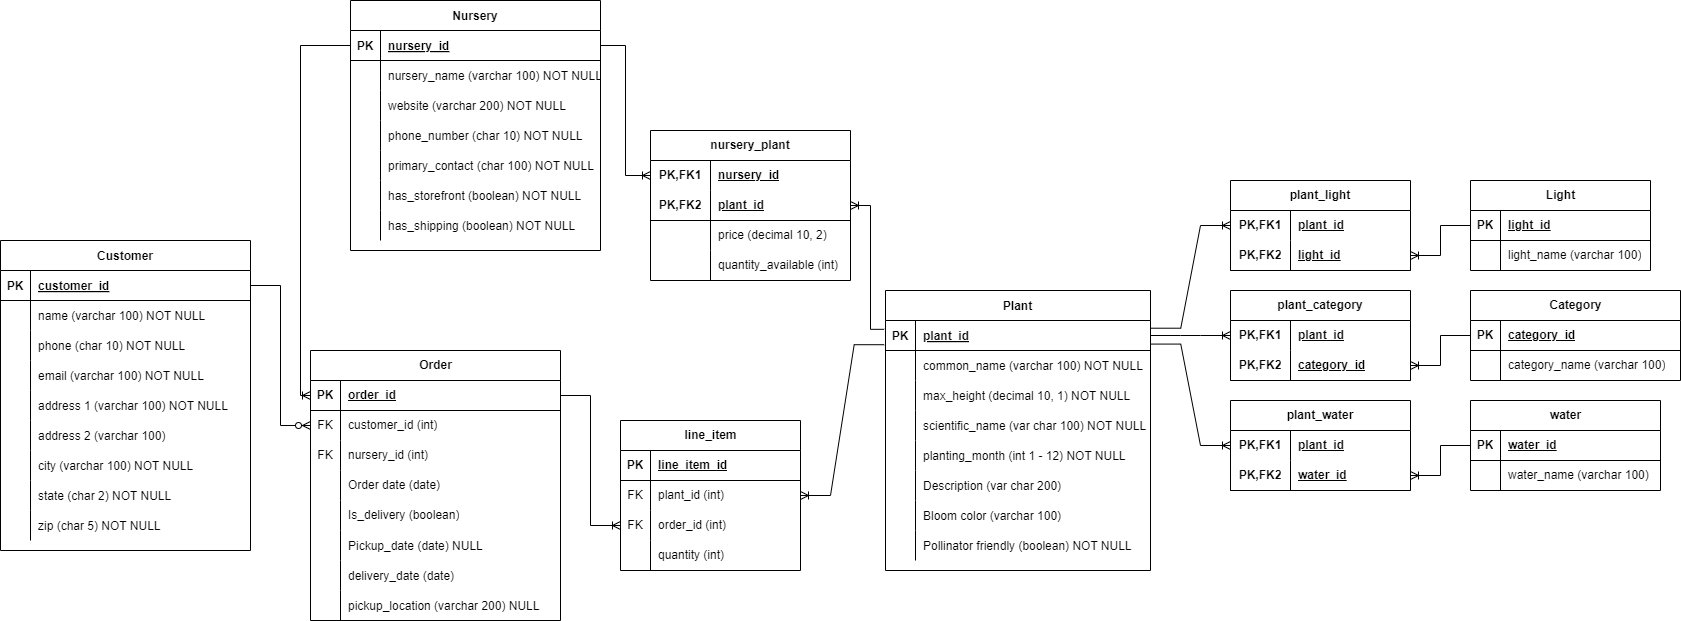 Nursery
PK nursery_id
nursery_name (varchar 100) NOT NULL
website (varchar 200) NOT NULL
phone_number (char 10) NOT NULL
primary_contact (char 100) NOT NULL
has_storefront (boolean) NOT NULL
has_shipping (boolean) NOT NULL
nursery_plant
PK,FK1 nursery_id
PK,FK2 plant_id
price (decimal 10, 2)
quantity_available (int)
Customer
PK customer_id
name (varchar 100) NOT NULL
phone (char 10) NOT NULL
email (varchar 100) NOT NULL
address 1 (varchar 100) NOT NULL
address 2 (varchar 100)
city (varchar 100) NOT NULL
state (char 2) NOT NULL
zip (char 5) NOT NULL
Order
PK order_id
FK customer_id (int)
FK nursery_id (int)
Order date (date)
Is_delivery (boolean)
Pickup_date (date) NULL
delivery_date (date)
pickup_location (varchar 200) NULL
line_item
PK line_item_id
FK plant_id (int)
FK order_id (int)
quantity (int)
Plant
PK plant_id
common_name (varchar 100) NOT NULL
max_height (decimal 10, 1) NOT NULL
scientific_name (var char 100) NOT NULL
planting_month (int 1 - 12) NOT NULL
Description (var char 200)
Bloom color (varchar 100)
Pollinator friendly (boolean) NOT NULL
plant_light
PK,FK1 plant_id
PK,FK2 light_id
Light
PK light_id
light_name (varchar 100)
plant_category
PK,FK1 plant_id
PK,FK2 category_id
Category
PK category_id
category_name (varchar 100)
plant_water
PK,FK1 plant_id
PK,FK2 water_id
water
PK water_id
water_name (varchar 100)